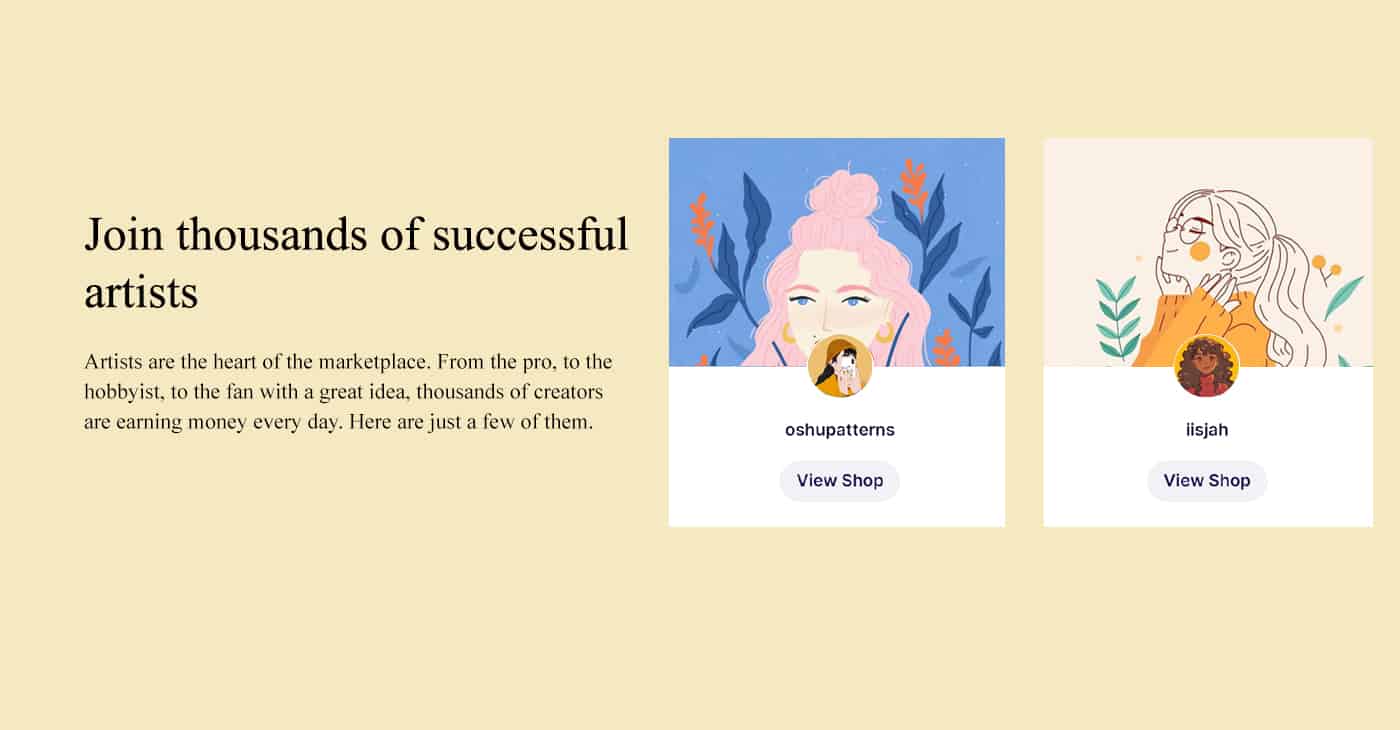 Join thousands of successful
artists
Artists are the heart of the marketplace. From the pro, to the
hobbyist, to the fan with a great idea, thousands of creators
are earning money every day. Here are just a few of them.
oshupatterns
View Shop
iisjah
View Shop